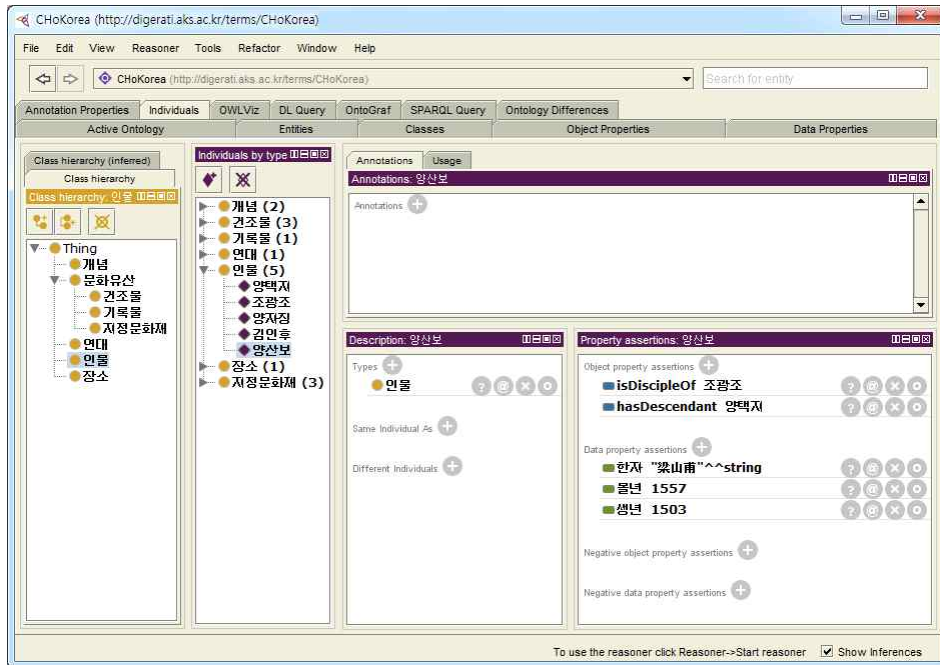 CHoKorea (http://digerati.aks.ac.kr/terms/CHoKorea)
File Edit View Reasoner Tools Refactor Window Help
CHoKorea (http://digerati.aks.ac.kr/terms/CHoKorea)
Search for entity
Annotation Properties Individuals OWLViz DL Query OntoGraf SPARQL Query Ontology Differences
Active Ontology Entities Classes Object Properties Data Properties
Class hierarchy (inferred)
Class hierarchy
Class hierarchy: 인물
Thing
개념
문화유산
건조물
기록물
지정문화재
연대
인물
장소
Individuals by type
개념 (2)
건조물 (3)
기록물 (1)
연대 (1)
인물 (5)
양택지
조광조
양자징
김인후
양산보
장소 (1)
지정문화재 (3)
Annotations Usage
Annotations: 양산보
Annotations
Description: 양산보
Types
인물
Same Individual As
Different Individuals
Property assertions: 양산보
Object property assertions
isDiscipleOf 조광조
hasDescendant 양택지
Data property assertions
한자 "梁山甫"^^string
몰년 1557
생년 1503
Negative object property assertions
Negative data property assertions
To use the reasoner click Reasoner->Start reasoner Show Inferences